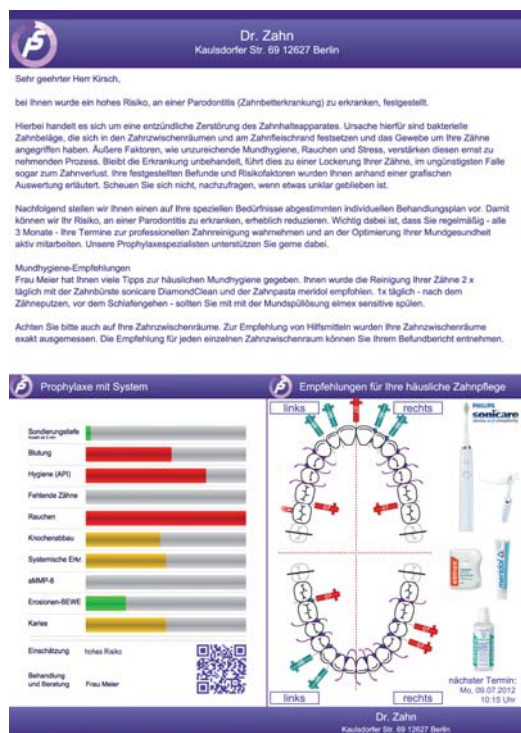 Dr. Zahn
Kaulsdorfer Str. 69 12627 Berlin
Sehr geehrter Herr Kirsch,
bei Ihnen wurde ein hohes Risiko, an einer Parodontitis (Zahnbetterkrankung) zu erkranken, festgestellt.
Hierbei handelt es sich um eine entzündliche Zerstörung des Zahnhalteapparates. Ursache hierfür sind bakterielle
Zahnbeläge, die sich in den Zahnzwischenräumen und am Zahnfleischrand festsetzen und das Gewebe um Ihre Zähne
angegriffen haben. Äußere Faktoren, wie unzureichende Mundhygiene, Rauchen und Stress, verstärken diesen ernst zu
nehmenden Prozess. Bleibt die Erkrankung unbehandelt, führt dies zu einer Lockerung Ihrer Zähne, im ungünstigsten Falle
sogar zum Zahnverlust. Ihre festgestellten Befunde und Risikofaktoren wurden Ihnen anhand einer grafischen
Auswertung erläutert. Scheuen Sie sich nicht, nachzufragen, wenn etwas unklar geblieben ist.
Nachfolgend stellen wir Ihnen einen auf Ihre speziellen Bedürfnisse abgestimmten individuellen Behandlungsplan vor. Damit
können wir Ihr Risiko, an einer Parodontitis zu erkranken, erheblich reduzieren. Wichtig dabei ist, dass Sie regelmäßig - alle
3 Monate - Ihre Termine zur professionellen Zahnreinigung wahrnehmen und an der Optimierung Ihrer Mundgesundheit
aktiv mitarbeiten. Unsere Prophylaxespezialisten unterstützen Sie gerne dabei.
Mundhygiene-Empfehlungen
Frau Meier hat Ihnen viele Tipps zur häuslichen Mundhygiene gegeben. Ihnen wurde die Reinigung Ihrer Zähne 2 x
täglich mit der Zahnbürste sonicare DiamondClean und der Zahnpasta meridol empfohlen. 1x täglich - nach dem
Zähneputzen, vor dem Schlafengehen - sollten Sie mit mit der Mundspüllösung elmex sensitive spülen.
Achten Sie bitte auch auf Ihre Zahnzwischenräume. Zur Empfehlung von Hilfsmitteln wurden Ihre Zahnzwischenräume
exakt ausgemessen. Die Empfehlung für jeden einzelnen Zahnzwischenraum können Sie Ihrem Befundbericht entnehmen.
Prophylaxe mit System
Sondierungstiefe
Blutung
Hygiene (API)
Fehlende Zähne
Rauchen
Knochenabbau
Systemische Erkr.
aMMP-8
Erosionen-BEWE
Karies
Einschätzung hohes Risiko
Behandlung
und Beratung Frau Meier
Empfehlungen für Ihre häusliche Zahnpflege
links rechts
PHILIPS
sonicare
elmex
meridol
links rechts
nächster Termin:
Mo, 09.07.2012
10:15 Uhr
Dr. Zahn
Kaulsdorfer Str. 69 12627 Berlin